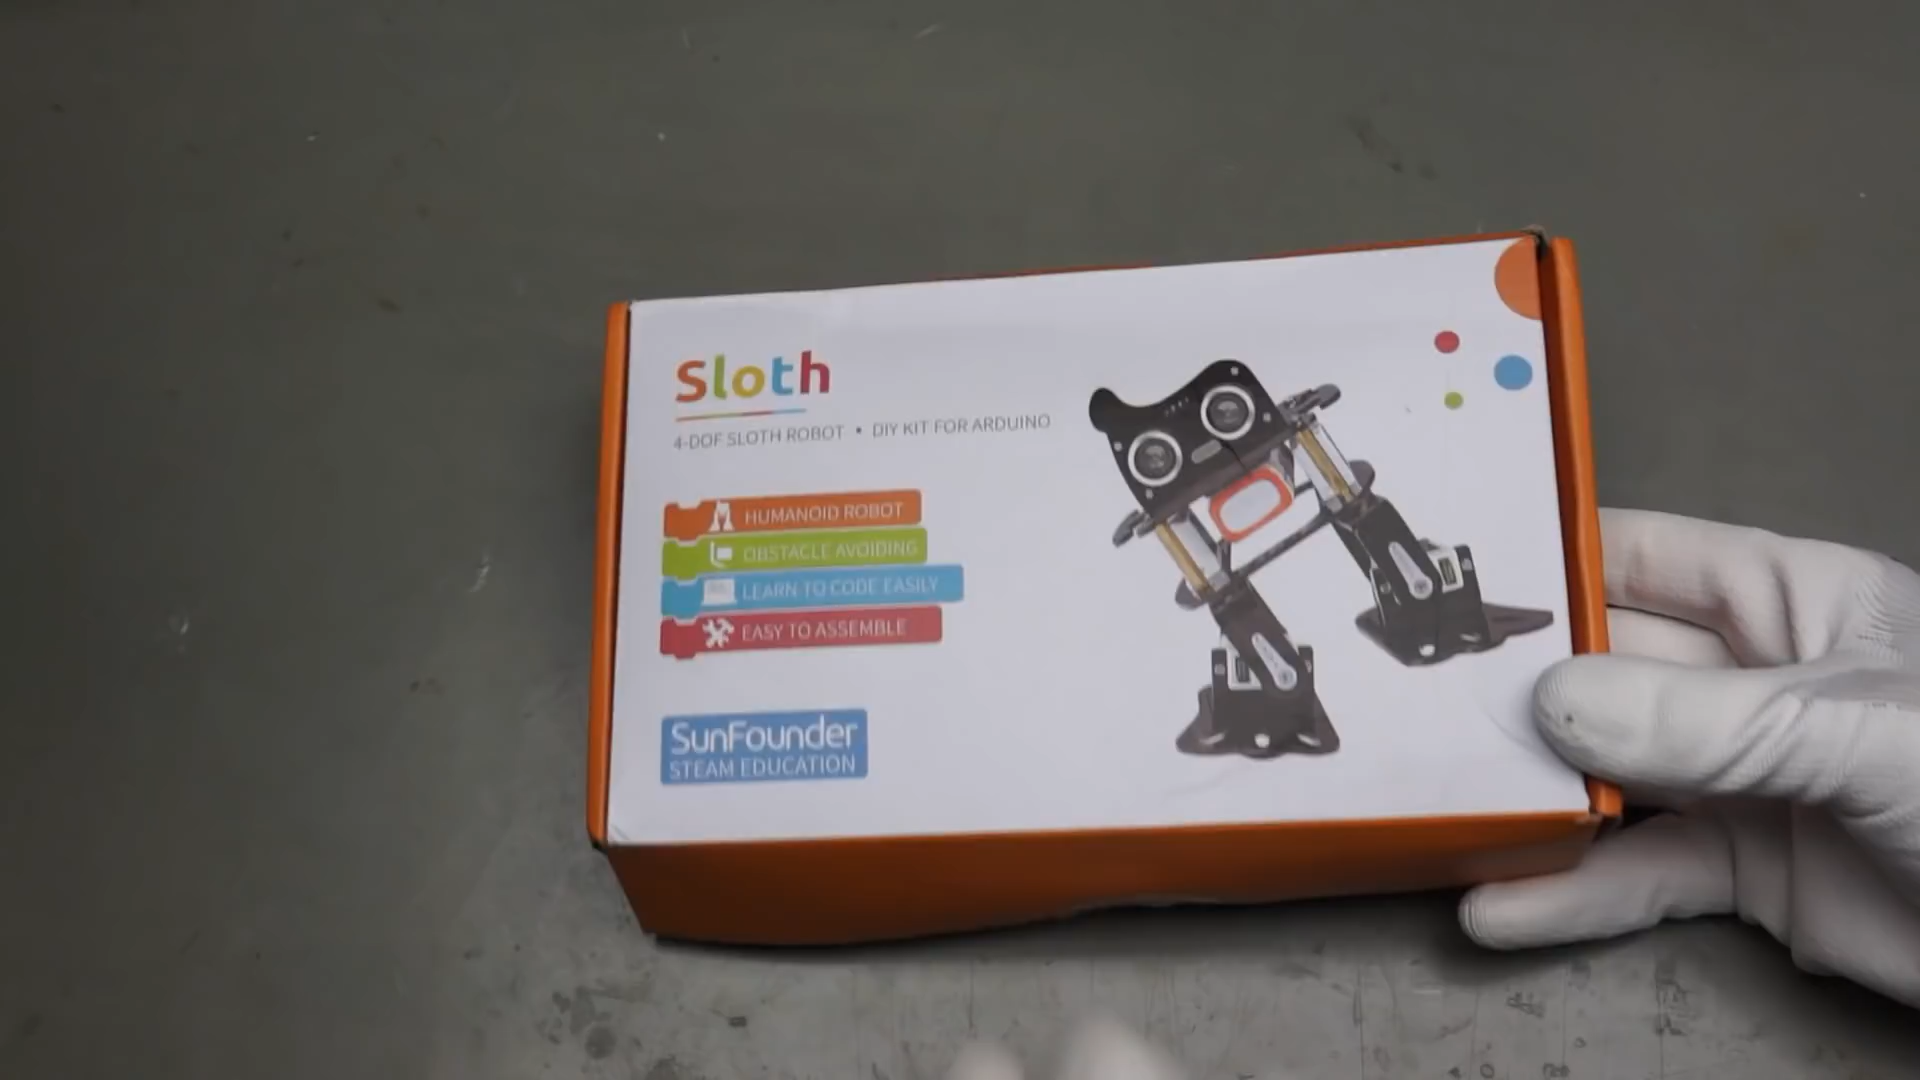 Sloth
4-DOF SLOTH ROBOT • DIY KIT FOR ARDUINO
HUMANOID ROBOT
OBSTACLE AVOIDING
LEARN TO CODE EASILY
EASY TO ASSEMBLE
SunFounder
STEAM EDUCATION